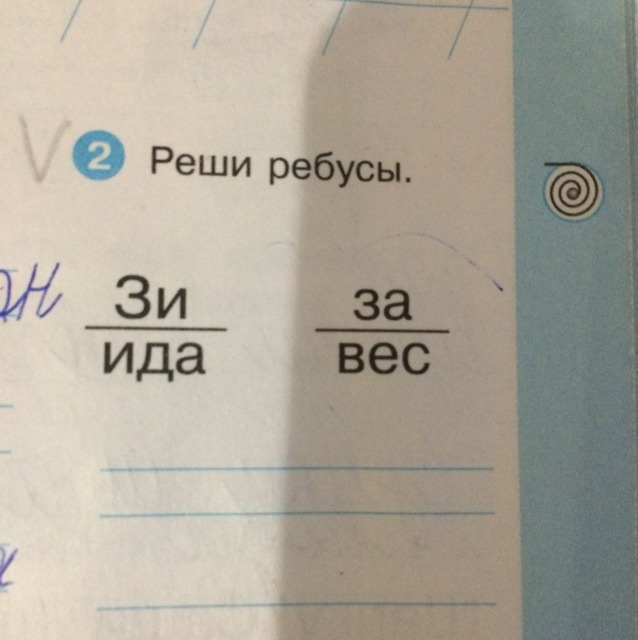 2 Реши ребусы.
Зи за
ида вес